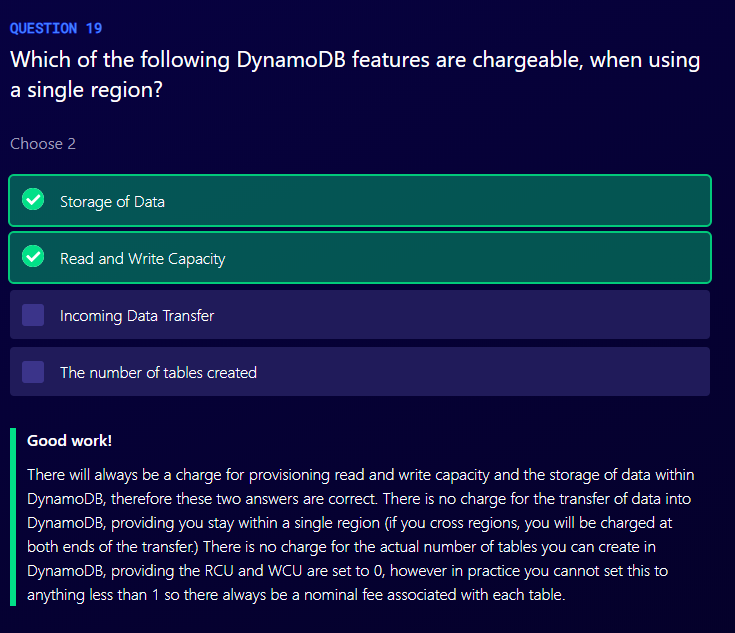 QUESTION 19
Which of the following DynamoDB features are chargeable, when using
a single region?
Choose 2
Storage of Data
Read and Write Capacity
Incoming Data Transfer
The number of tables created
Good work!
There will always be a charge for provisioning read and write capacity and the storage of data within
DynamoDB, therefore these two answers are correct. There is no charge for the transfer of data into
DynamoDB, providing you stay within a single region (if you cross regions, you will be charged at
both ends of the transfer.) There is no charge for the actual number of tables you can create in
DynamoDB, providing the RCU and WCU are set to 0, however in practice you cannot set this to
anything less than 1 so there always be a nominal fee associated with each table.